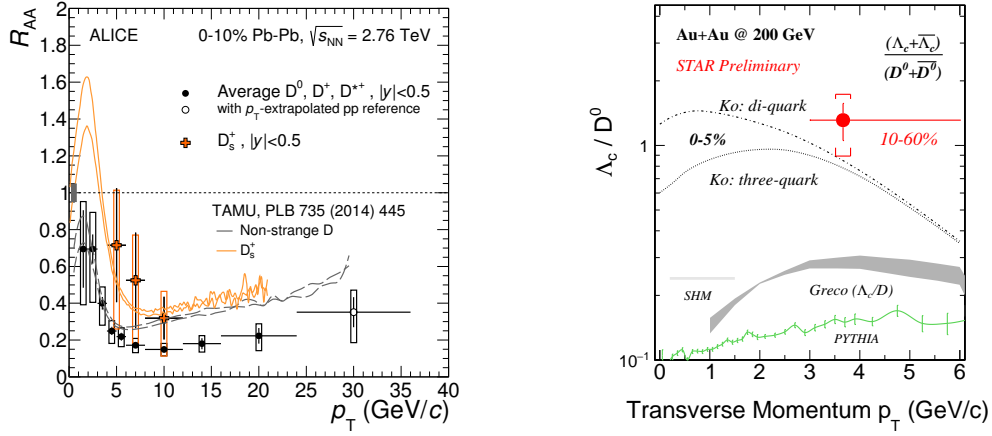 R_AA
ALICE
0-10% Pb-Pb, √s_NN = 2.76 TeV
Average D⁰, D⁺, D*⁺, |y|<0.5
with p_T-extrapolated pp reference
D_s⁺, |y|<0.5
TAMU, PLB 735 (2014) 445
Non-strange D
D_s⁺
2
1.8
1.6
1.4
1.2
1
0.8
0.6
0.4
0.2
0
0 5 10 15 20 25 30 35 40
p_T (GeV/c)
Λ_c / D⁰
Au+Au @ 200 GeV
(Λ_c+Λ̅_c)
(D⁰+D̅⁰)
STAR Preliminary
Ko: di-quark
0-5%
10-60%
Ko: three-quark
SHM
Greco (Λ_c/D)
PYTHIA
1
10⁻¹
0 1 2 3 4 5 6
Transverse Momentum p_T (GeV/c)